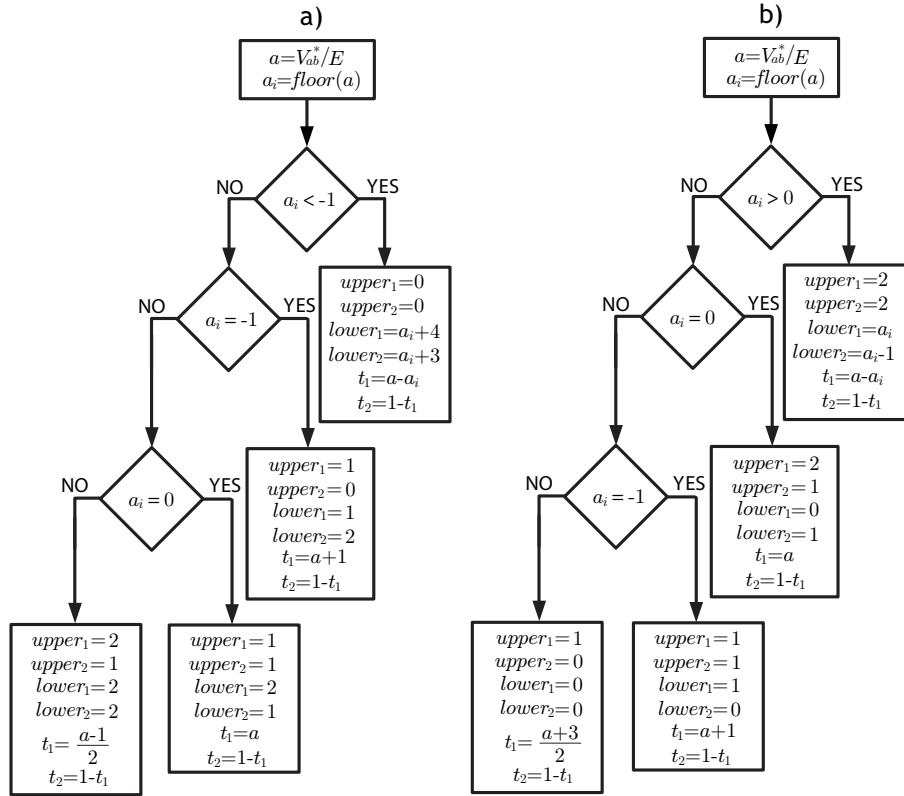 a)
a=V*ab/E
ai=floor(a)
NO
YES
ai < -1
NO
YES
ai = -1
upper1=0
upper2=0
lower1=ai+4
lower2=ai+3
t1=a-ai
t2=1-t1
NO
YES
ai = 0
upper1=1
upper2=0
lower1=1
lower2=2
t1=a+1
t2=1-t1
upper1=2
upper2=1
lower1=2
lower2=2
t1= a-1
2
t2=1-t1
upper1=1
upper2=1
lower1=2
lower2=1
t1=a
t2=1-t1
b)
a=V*ab/E
ai=floor(a)
NO
YES
ai > 0
NO
YES
ai = 0
upper1=2
upper2=2
lower1=ai
lower2=ai-1
t1=a-ai
t2=1-t1
NO
YES
ai = -1
upper1=2
upper2=1
lower1=0
lower2=1
t1=a
t2=1-t1
upper1=1
upper2=0
lower1=0
lower2=0
t1= a+3
2
t2=1-t1
upper1=1
upper2=1
lower1=1
lower2=0
t1=a+1
t2=1-t1